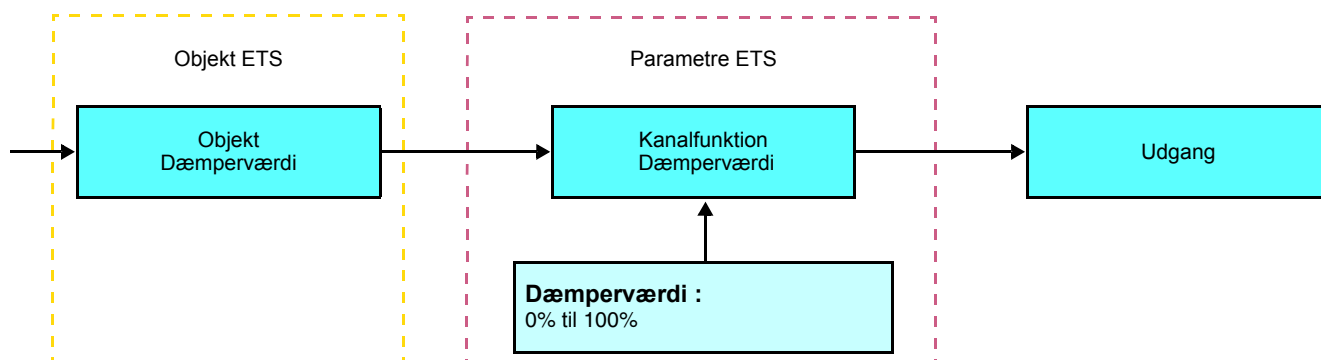 Objekt ETS
Parametre ETS
Objekt
Dæmperværdi
Kanalfunktion
Dæmperværdi
Udgang
Dæmperværdi :
0% til 100%